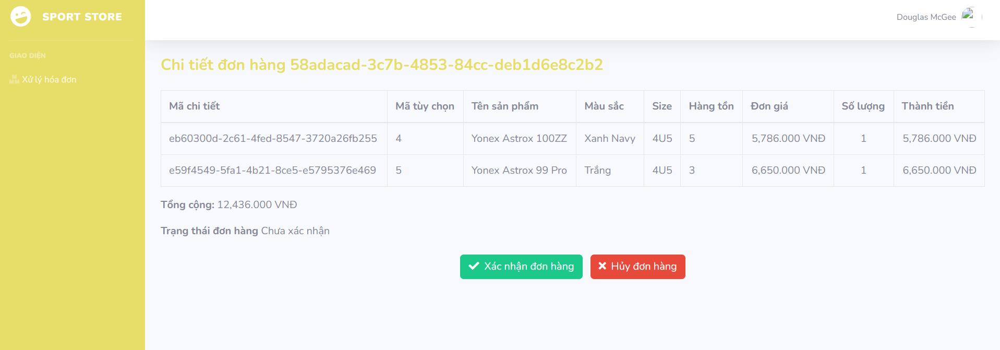 SPORT STORE
Douglas McGee
GIAO DIỆN
Xử lý hóa đơn
Chi tiết đơn hàng 58adacad-3c7b-4853-84cc-deb1d6e8c2b2
Mã chi tiết Mã tùy chọn Tên sản phẩm Màu sắc Size Hàng tồn Đơn giá Số lượng Thành tiền
eb60300d-2c61-4fed-8547-3720a26fb255 4 Yonex Astrox 100ZZ Xanh Navy 4U5 5 5,786.000 VNĐ 1 5,786.000 VNĐ
e59f4549-5fa1-4b21-8ce5-e5795376e469 5 Yonex Astrox 99 Pro Trắng 4U5 3 6,650.000 VNĐ 1 6,650.000 VNĐ
Tổng cộng: 12,436.000 VNĐ
Trạng thái đơn hàng Chưa xác nhận
Xác nhận đơn hàng Hủy đơn hàng